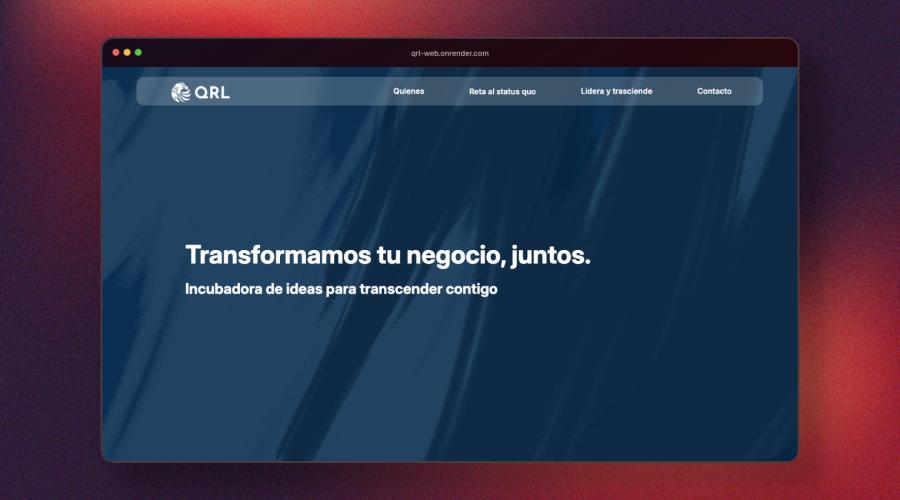 qrl-web.onrender.com
QRL
Quienes
Reta al status quo
Lidera y trasciende
Contacto
Transformamos tu negocio, juntos.
Incubadora de ideas para transcender contigo